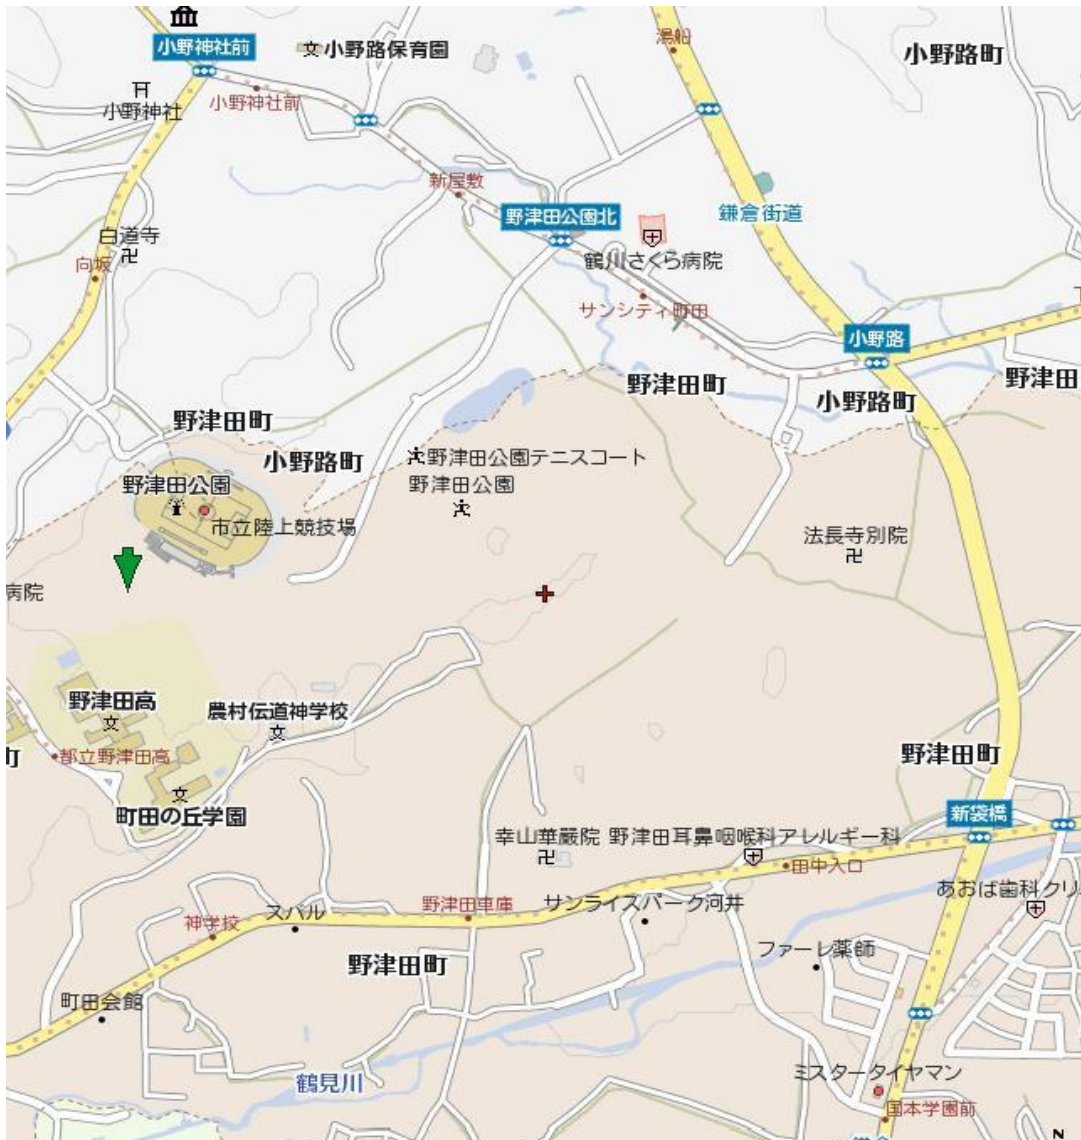 小野神社前
小野路保育園
湯船
小野路町
小野神社
小野神社前
新屋敷
野津田公園北
鎌倉街道
白道寺
向坂
鶴川さくら病院
サンシティ町田
小野路
野津田町
野津田
小野路町
野津田町
小野路町
野津田公園テニスコート
野津田公園
野津田公園
市立陸上競技場
法長寺別院
病院
野津田高
農村伝道神学校
町
都立野津田高
野津田町
町田の丘学園
新袋橋
幸山華厳院
野津田耳鼻咽喉科アレルギー科
田中入口
あおば歯科クリ
野津田車庫
サンライズパーク河井
スバル
神学校
ファーレ薬師
野津田町
町田会館
鶴見川
ミスタータイヤマン
国本学園前